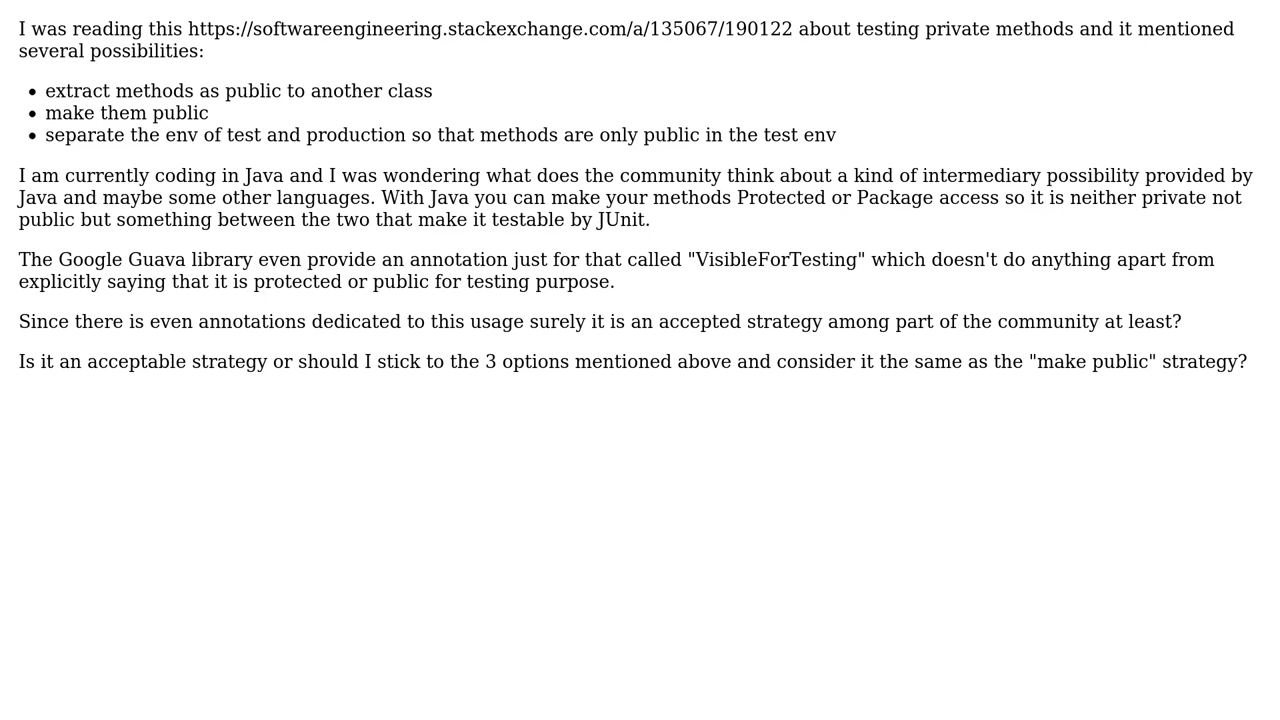 I was reading this https://softwareengineering.stackexchange.com/a/135067/190122 about testing private methods and it mentioned
several possibilities:
• extract methods as public to another class
• make them public
• separate the env of test and production so that methods are only public in the test env
I am currently coding in Java and I was wondering what does the community think about a kind of intermediary possibility provided by
Java and maybe some other languages. With Java you can make your methods Protected or Package access so it is neither private not
public but something between the two that make it testable by JUnit.
The Google Guava library even provide an annotation just for that called "VisibleForTesting" which doesn't do anything apart from
explicitly saying that it is protected or public for testing purpose.
Since there is even annotations dedicated to this usage surely it is an accepted strategy among part of the community at least?
Is it an acceptable strategy or should I stick to the 3 options mentioned above and consider it the same as the "make public" strategy?